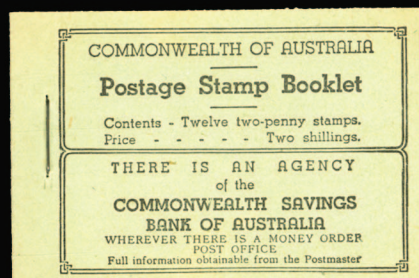 COMMONWEALTH OF AUSTRALIA
Postage Stamp Booklet
Contents - Twelve two-penny stamps.
Price - - - - - Two shillings.
THERE IS AN AGENCY
of the
COMMONWEALTH SAVINGS
BANK OF AUSTRALIA
WHEREVER THERE IS A MONEY ORDER
POST OFFICE
Full information obtainable from the Postmaster